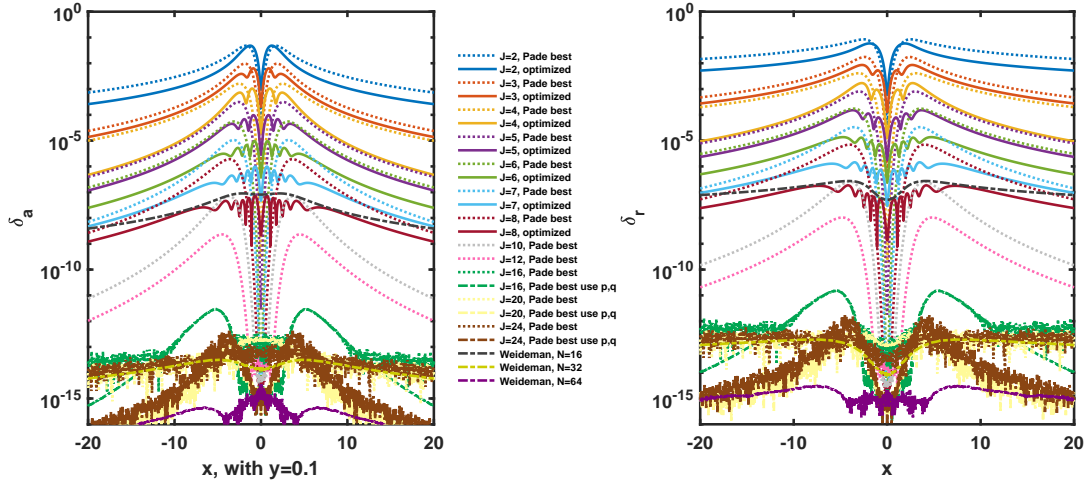 10^0
10^-5
10^-10
10^-15
δ_a
-20
-10
0
10
20
x, with y=0.1
J=2, Pade best
J=2, optimized
J=3, Pade best
J=3, optimized
J=4, Pade best
J=4, optimized
J=5, Pade best
J=5, optimized
J=6, Pade best
J=6, optimized
J=7, Pade best
J=7, optimized
J=8, Pade best
J=8, optimized
J=10, Pade best
J=12, Pade best
J=16, Pade best
J=16, Pade best use p,q
J=20, Pade best
J=20, Pade best use p,q
J=24, Pade best
J=24, Pade best use p,q
Weideman, N=16
Weideman, N=32
Weideman, N=64
10^0
10^-5
10^-10
10^-15
δ_r
-20
-10
0
10
20
x